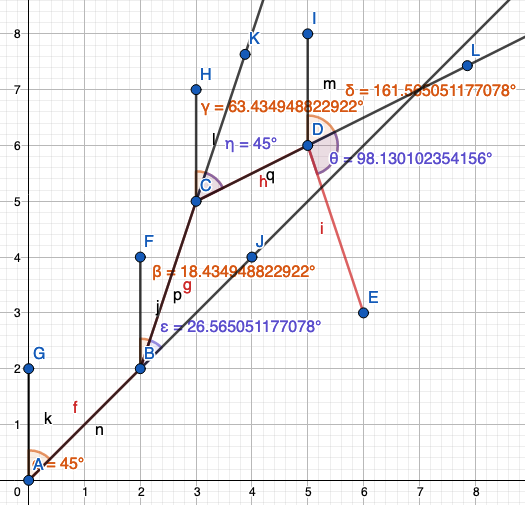 8
K
I
H
L
7
m
δ = 161.565051177078°
γ = 63.434948822922°
l
η = 45°
D
6
θ = 98.130102354156°
C
h
q
5
i
F
J
4
β = 18.434948822922°
g
p
j
E
3
ε = 26.565051177078°
B
G
2
f
k
n
1
A
= 45°
0
1
2
3
4
5
6
7
8